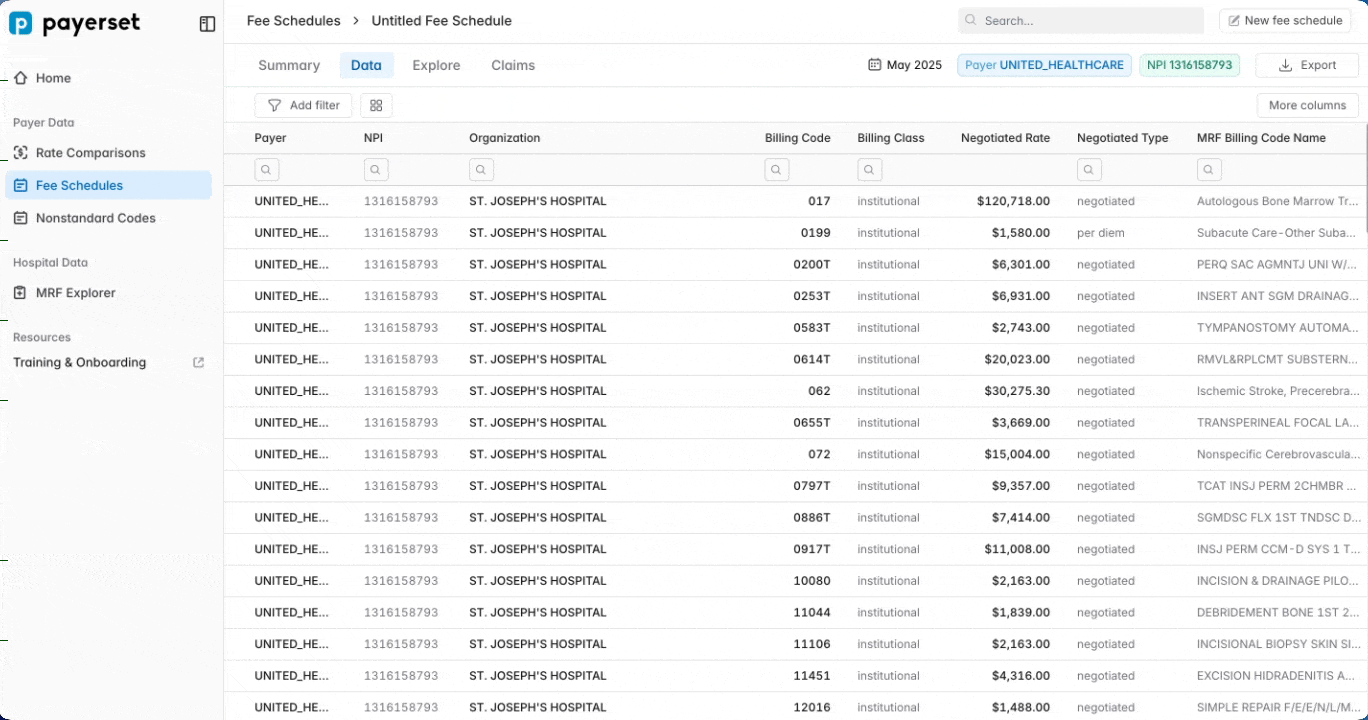 payerset
Fee Schedules > Untitled Fee Schedule
Search...
New fee schedule
Summary Data Explore Claims
May 2025
Payer UNITED_HEALTHCARE
NPI 1316158793
Export
Home
Payer Data
Rate Comparisons
Fee Schedules
Nonstandard Codes
Hospital Data
MRF Explorer
Resources
Training & Onboarding
Add filter
More columns
Payer NPI Organization Billing Code Billing Class Negotiated Rate Negotiated Type MRF Billing Code Name
UNITED_HE... 1316158793 ST. JOSEPH'S HOSPITAL 017 institutional $120,718.00 negotiated Autologous Bone Marrow Tr...
UNITED_HE... 1316158793 ST. JOSEPH'S HOSPITAL 0199 institutional $1,580.00 per diem Subacute Care-Other Suba...
UNITED_HE... 1316158793 ST. JOSEPH'S HOSPITAL 0200T institutional $6,301.00 negotiated PERQ SAC AGMNTJ UNI W/...
UNITED_HE... 1316158793 ST. JOSEPH'S HOSPITAL 0253T institutional $6,931.00 negotiated INSERT ANT SGM DRAINAG...
UNITED_HE... 1316158793 ST. JOSEPH'S HOSPITAL 0583T institutional $2,743.00 negotiated TYMPANOSTOMY AUTOMA...
UNITED_HE... 1316158793 ST. JOSEPH'S HOSPITAL 0614T institutional $20,023.00 negotiated RMVL&RPLCMT SUBSTERN...
UNITED_HE... 1316158793 ST. JOSEPH'S HOSPITAL 062 institutional $30,275.30 negotiated Ischemic Stroke, Precerebra...
UNITED_HE... 1316158793 ST. JOSEPH'S HOSPITAL 0655T institutional $3,669.00 negotiated TRANSPERINEAL FOCAL LA...
UNITED_HE... 1316158793 ST. JOSEPH'S HOSPITAL 072 institutional $15,004.00 negotiated Nonspecific Cerebrovascula...
UNITED_HE... 1316158793 ST. JOSEPH'S HOSPITAL 0797T institutional $9,357.00 negotiated TCAT INSJ PERM 2CHMBR ...
UNITED_HE... 1316158793 ST. JOSEPH'S HOSPITAL 0886T institutional $7,414.00 negotiated SGMDSC FLX 1ST TNDSC D...
UNITED_HE... 1316158793 ST. JOSEPH'S HOSPITAL 0917T institutional $11,008.00 negotiated INSJ PERM CCM-D SYS 1 T...
UNITED_HE... 1316158793 ST. JOSEPH'S HOSPITAL 10080 institutional $2,163.00 negotiated INCISION & DRAINAGE PILO...
UNITED_HE... 1316158793 ST. JOSEPH'S HOSPITAL 11044 institutional $1,839.00 negotiated DEBRIDEMENT BONE 1ST 2...
UNITED_HE... 1316158793 ST. JOSEPH'S HOSPITAL 11106 institutional $2,163.00 negotiated INCISIONAL BIOPSY SKIN SI...
UNITED_HE... 1316158793 ST. JOSEPH'S HOSPITAL 11451 institutional $4,316.00 negotiated EXCISION HIDRADENITIS A...
UNITED_HE... 1316158793 ST. JOSEPH'S HOSPITAL 12016 institutional $1,488.00 negotiated SIMPLE REPAIR F/E/E/N/L/M...